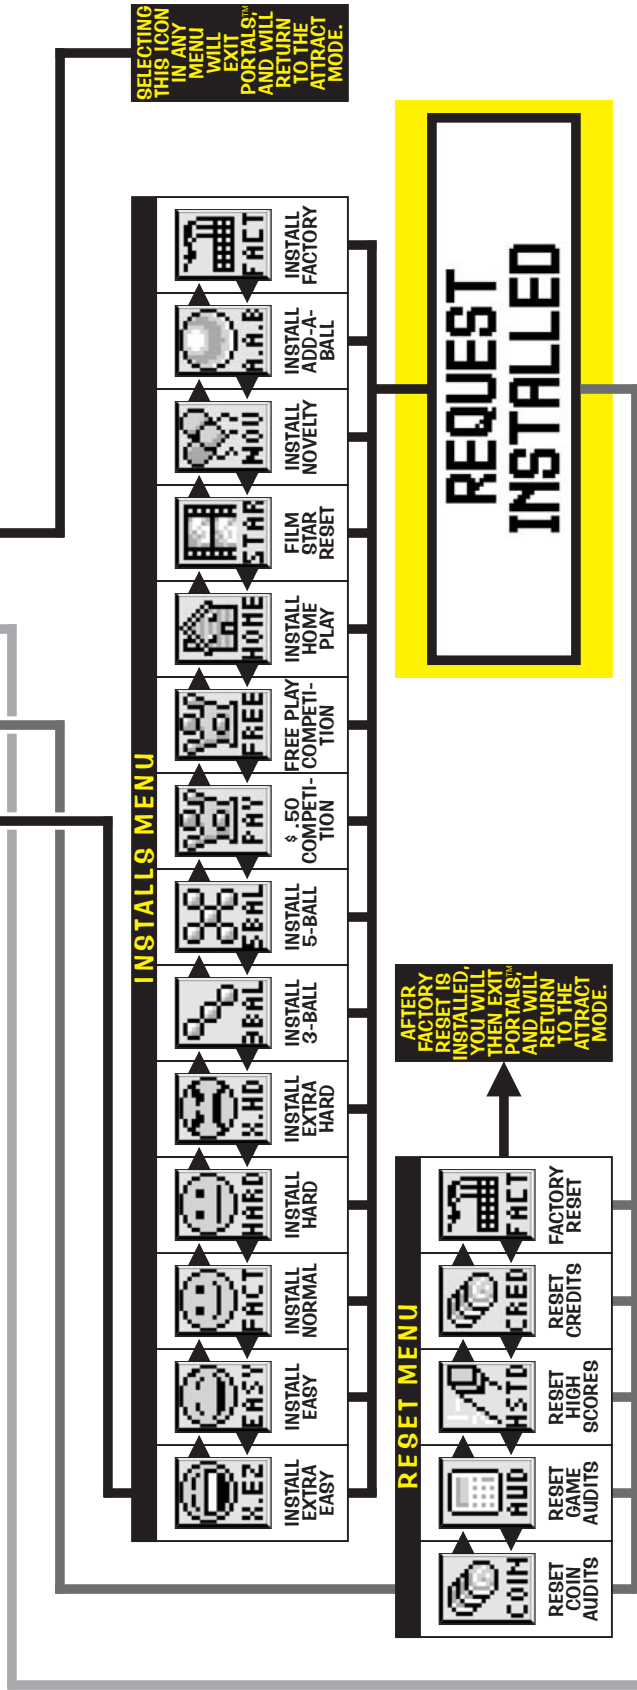 SELECTING
THIS ICON
IN ANY
MENU
WILL
EXIT
PORTALS™,
AND WILL
RETURN
TO THE
ATTRACT
MODE.
INSTALLS MENU
X.EZ
INSTALL
EXTRA
EASY
EASY
INSTALL
EASY
FACT
INSTALL
NORMAL
HARD
INSTALL
HARD
X.HD
INSTALL
EXTRA
HARD
3BAL
INSTALL
3-BALL
5BAL
INSTALL
5-BALL
PAY
$ .50
COMPETI-
TION
FREE
FREE PLAY
COMPETI-
TION
HOME
INSTALL
HOME
PLAY
STAR
FILM
STAR
RESET
NOV
INSTALL
NOVELTY
A.A.B
INSTALL
ADD-A-
BALL
FACT
INSTALL
FACTORY
RESET MENU
COIN
RESET
COIN
AUDITS
AUD
RESET
GAME
AUDITS
HSTD
RESET
HIGH
SCORES
CRED
RESET
CREDITS
FACT
FACTORY
RESET
AFTER
FACTORY
RESET IS
INSTALLED,
YOU WILL
THEN EXIT
PORTALS™,
AND WILL
RETURN
TO THE
ATTRACT
MODE.
REQUEST
INSTALLED